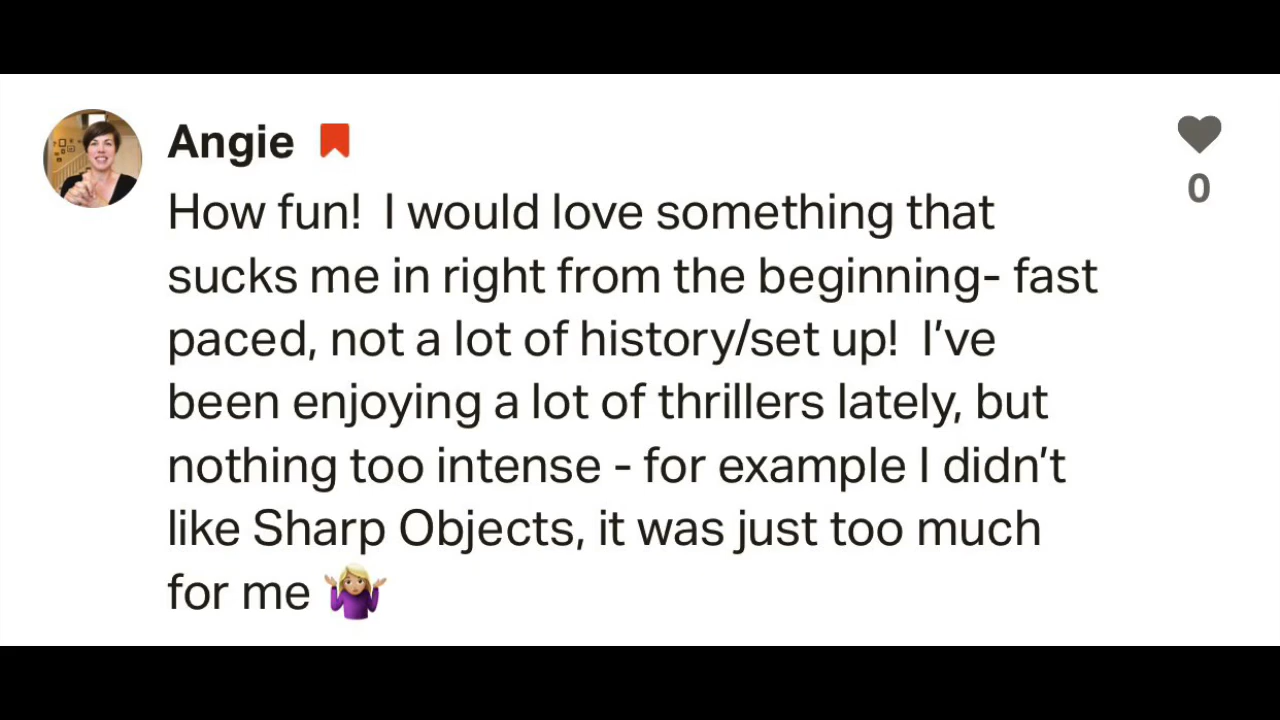 Angie
0
How fun!  I would love something that
sucks me in right from the beginning- fast
paced, not a lot of history/set up!  I’ve
been enjoying a lot of thrillers lately, but
nothing too intense - for example I didn’t
like Sharp Objects, it was just too much
for me 🤷🏼‍♀️